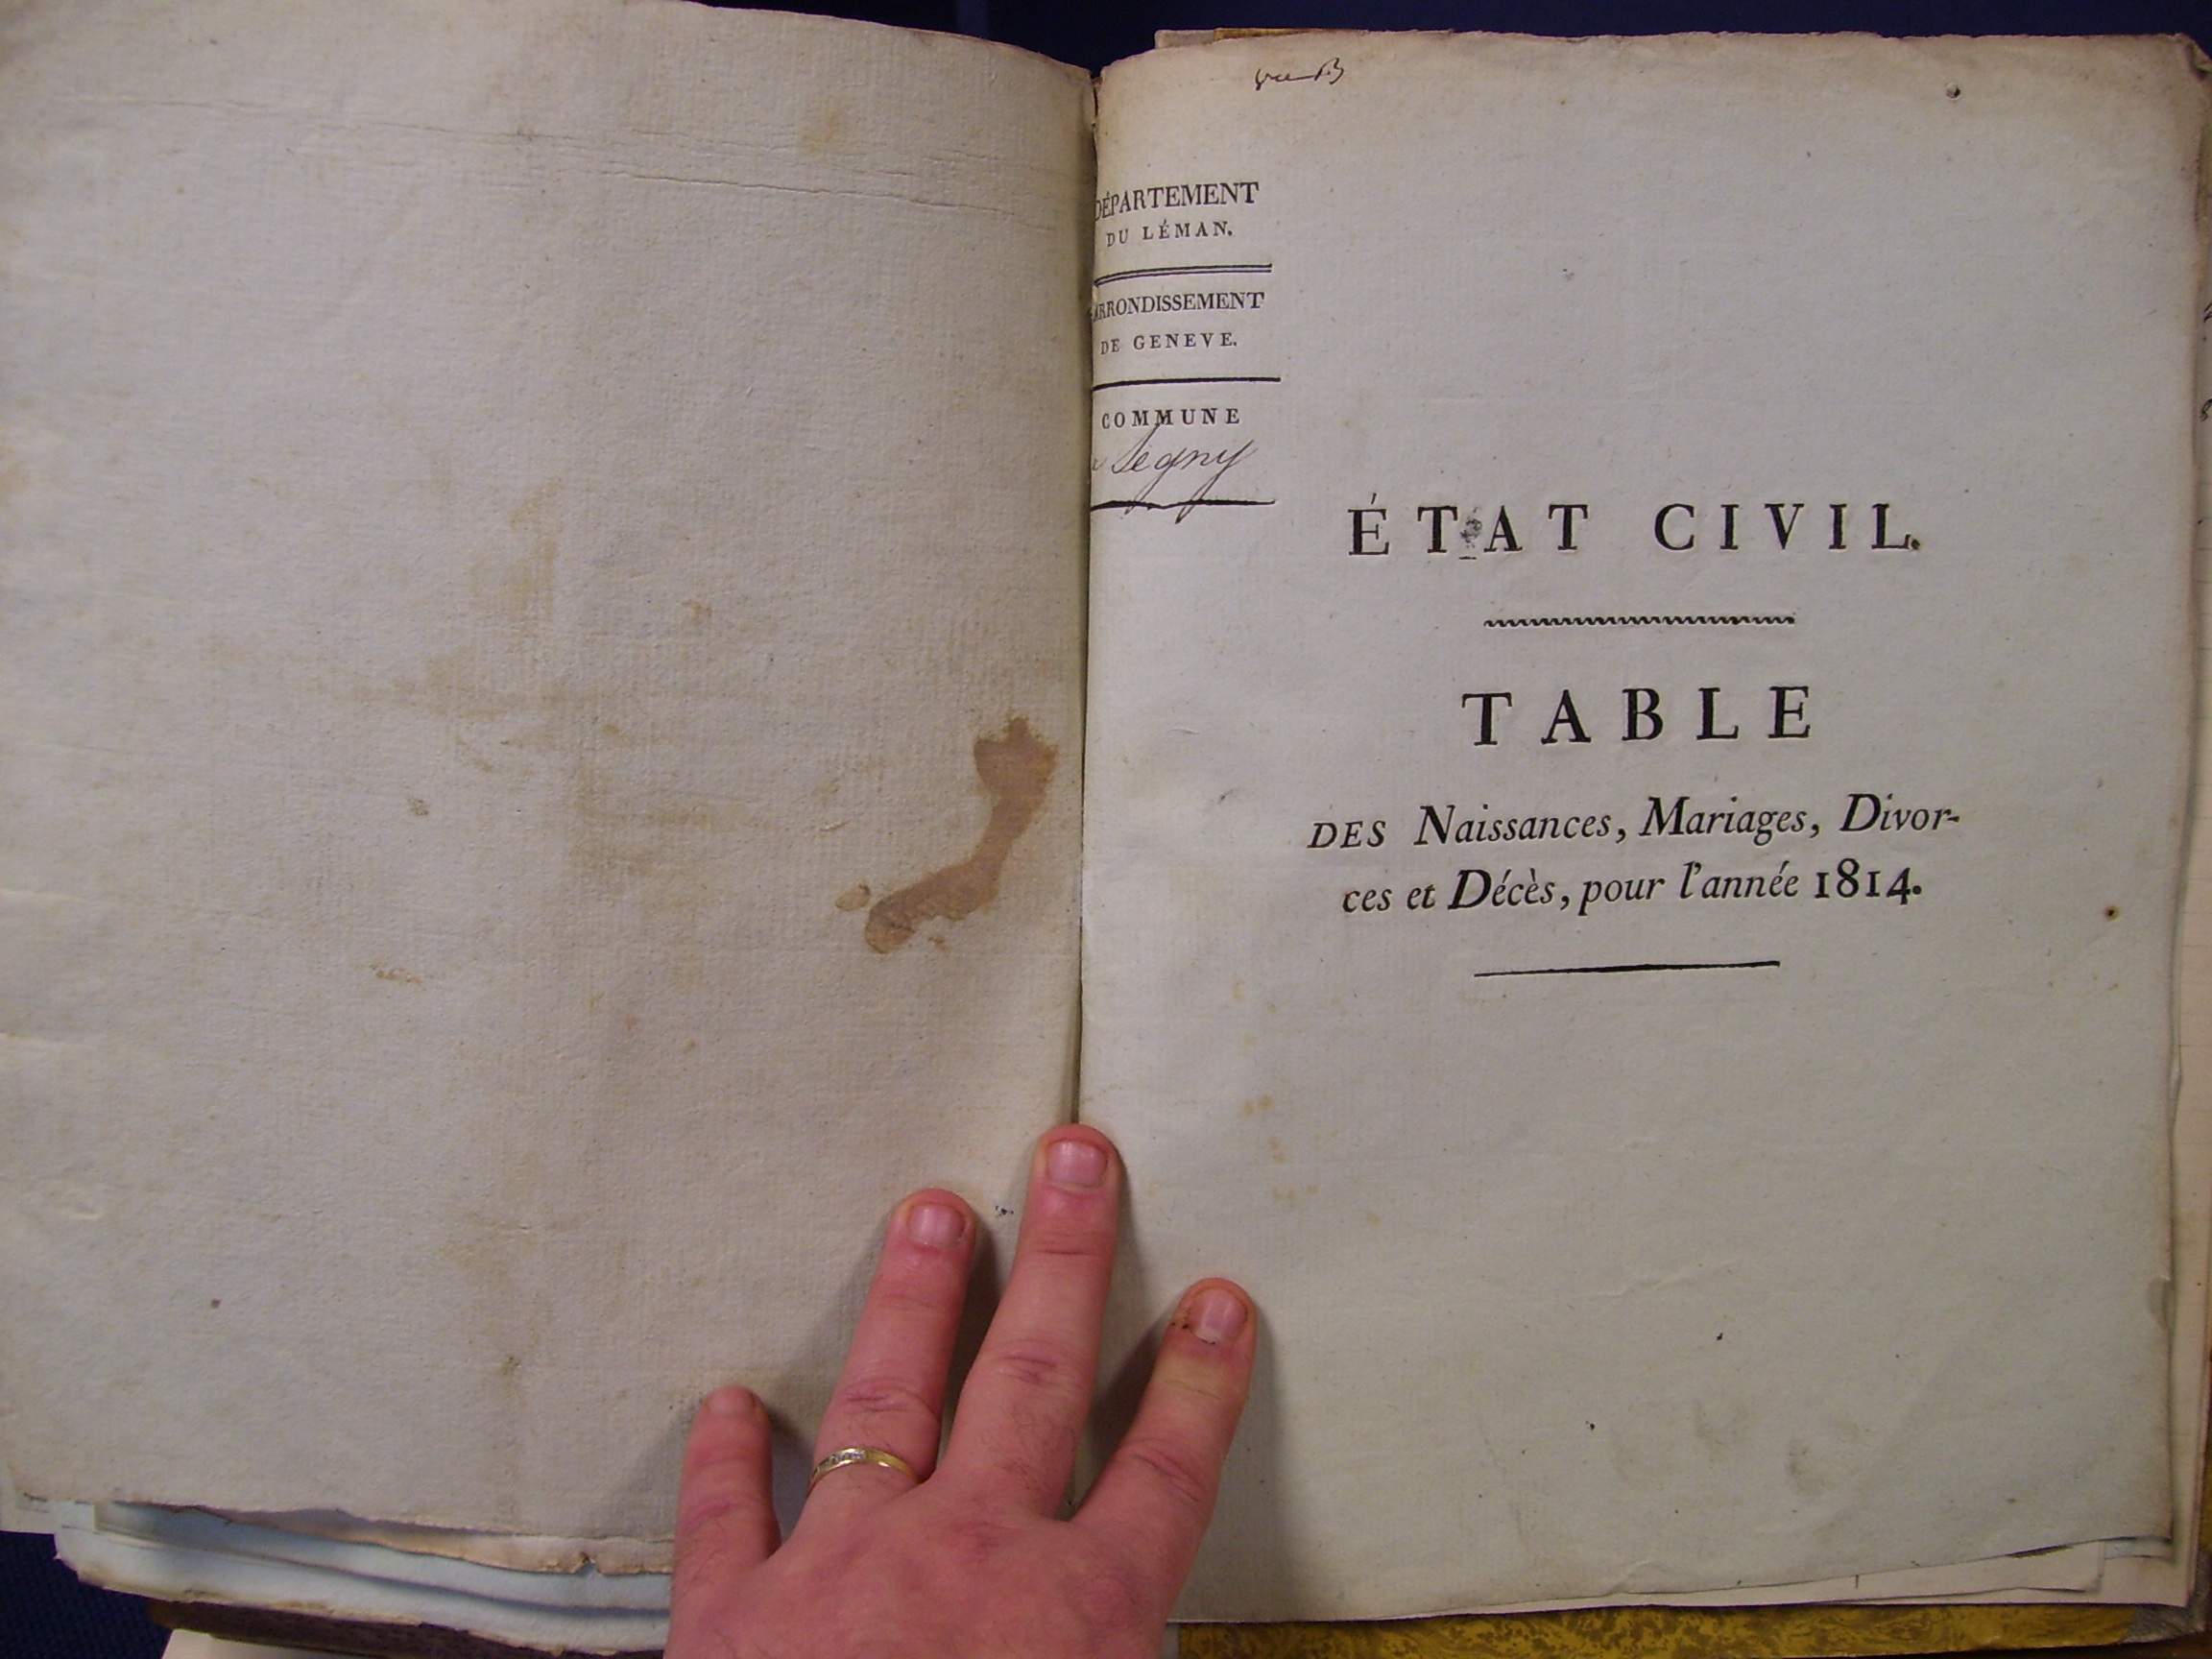 DÉPARTEMENT
DU LÉMAN.
ARRONDISSEMENT
DE GENEVE.
COMMUNE
Segny
ÉTAT CIVIL.
TABLE
DES Naissances, Mariages, Divor-
ces et Décès, pour l'année 1814.